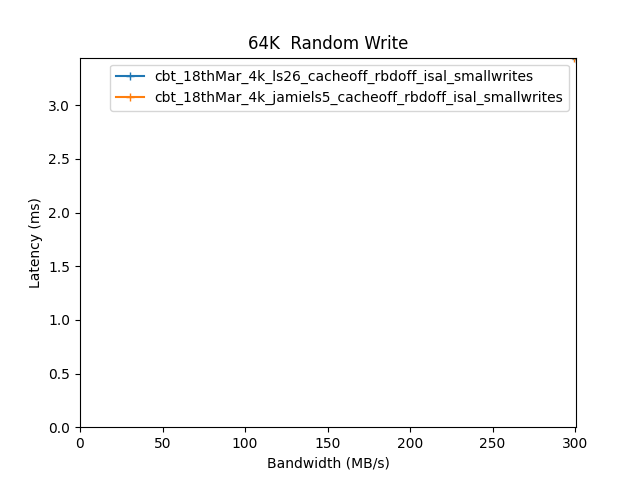 64K  Random Write
cbt_18thMar_4k_ls26_cacheoff_rbdoff_isal_smallwrites
cbt_18thMar_4k_jamiels5_cacheoff_rbdoff_isal_smallwrites
3.0
2.5
2.0
1.5
1.0
0.5
0.0
Latency (ms)
0 50 100 150 200 250 300
Bandwidth (MB/s)